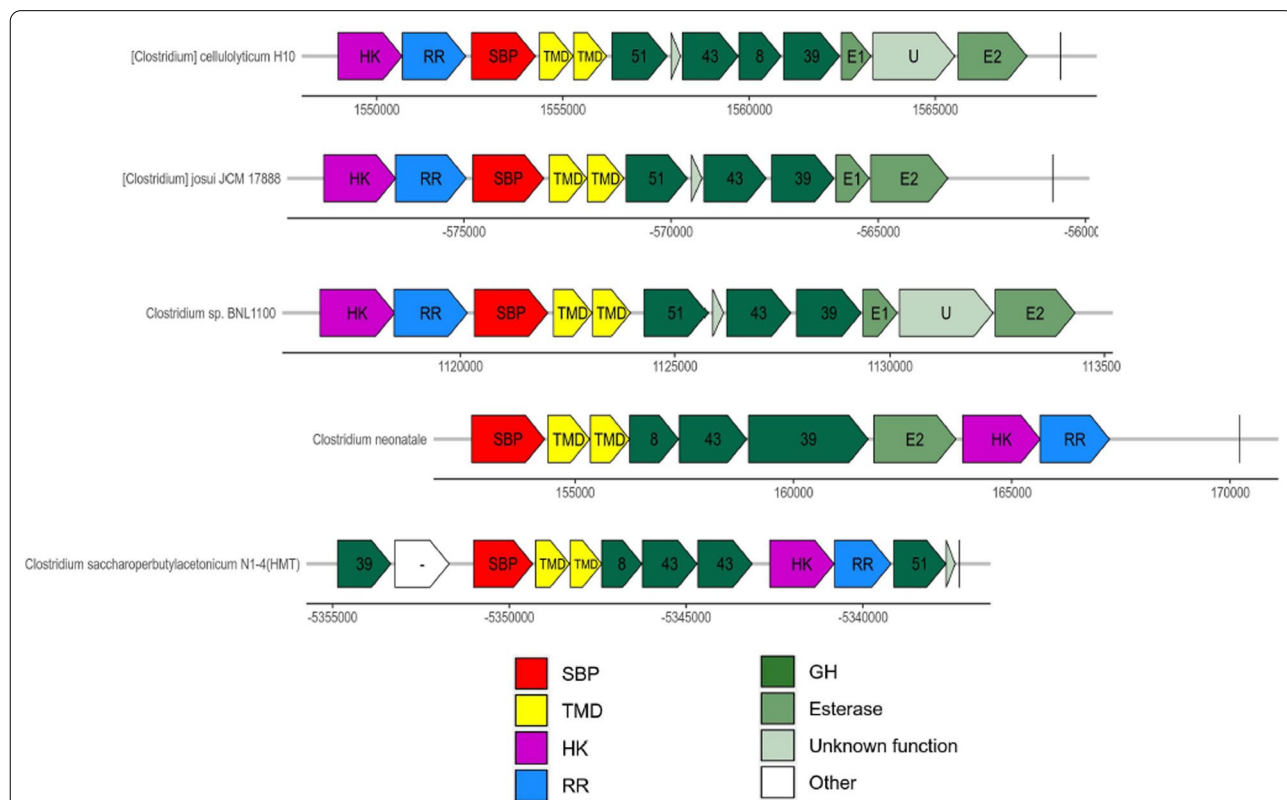 [Clostridium] cellulolyticum H10 HK RR SBP TMD TMD 51 43 8 39 E1 U E2
1550000 1555000 1560000 1565000
[Clostridium] josui JCM 17888 HK RR SBP TMD TMD 51 43 39 E1 E2
-575000 -570000 -565000 -56000
Clostridium sp. BNL1100 HK RR SBP TMD TMD 51 43 39 E1 U E2
1120000 1125000 1130000 113500
Clostridium neonatale SBP TMD TMD 8 43 39 E2 HK RR
155000 160000 165000 170000
Clostridium saccharoperbutylacetonicum N1-4(HMT) 39 - SBP TMD TMD 8 43 43 HK RR 51
-5355000 -5350000 -5345000 -5340000
SBP GH
TMD Esterase
HK Unknown function
RR Other